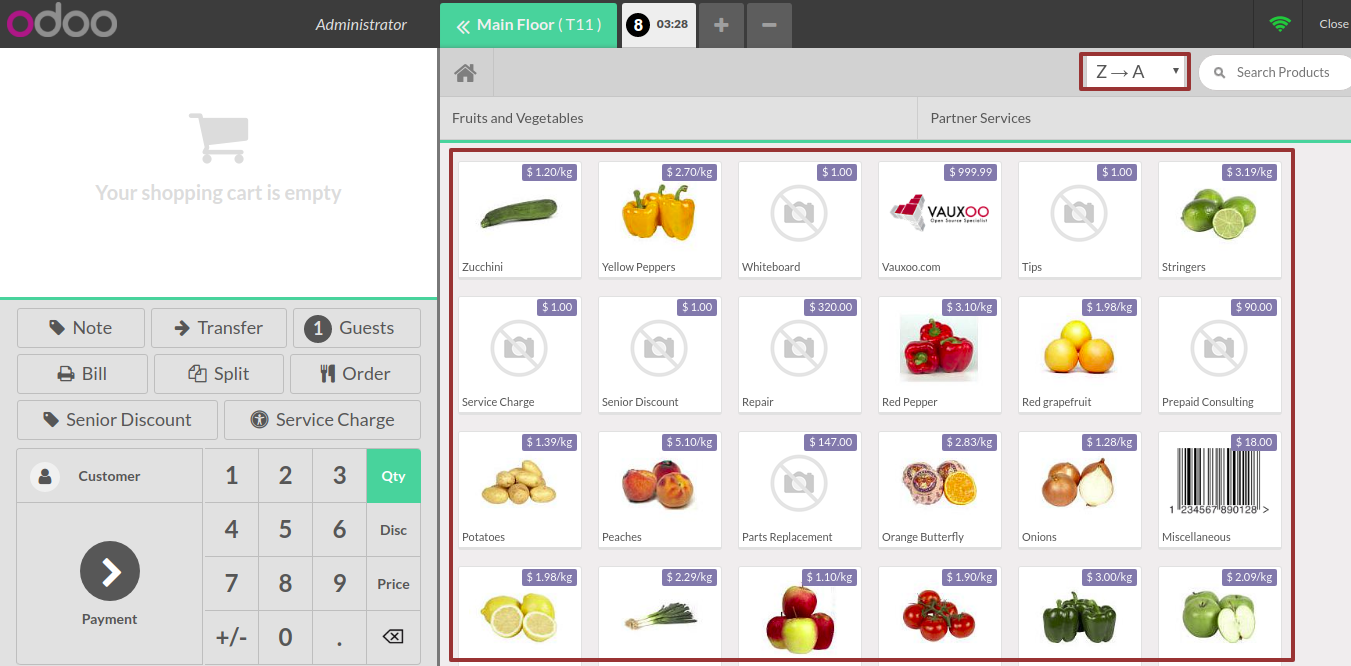 odoo
Administrator
Main Floor ( T11 )
8 03:28
Close
Z → A
Search Products
Fruits and Vegetables
Partner Services
Your shopping cart is empty
$ 1.20/kg
Zucchini
$ 2.70/kg
Yellow Peppers
$ 1.00
Whiteboard
$ 999.99
VAUXOO
Open Source Specialist
Vauxoo.com
$ 1.00
Tips
$ 3.19/kg
Stringers
$ 1.00
Service Charge
$ 1.00
Senior Discount
$ 320.00
Repair
$ 3.10/kg
Red Pepper
$ 1.98/kg
Red grapefruit
$ 90.00
Prepaid Consulting
$ 1.39/kg
Potatoes
$ 5.10/kg
Peaches
$ 147.00
Parts Replacement
$ 2.83/kg
Orange Butterfly
$ 1.28/kg
Onions
$ 18.00
1 234567 890128 >
Miscellaneous
$ 1.98/kg
$ 2.29/kg
$ 1.10/kg
$ 1.90/kg
$ 3.00/kg
$ 2.09/kg
Note
Transfer
1 Guests
Bill
Split
Order
Senior Discount
Service Charge
Customer
Payment
1 2 3 Qty
4 5 6 Disc
7 8 9 Price
+/- 0 .